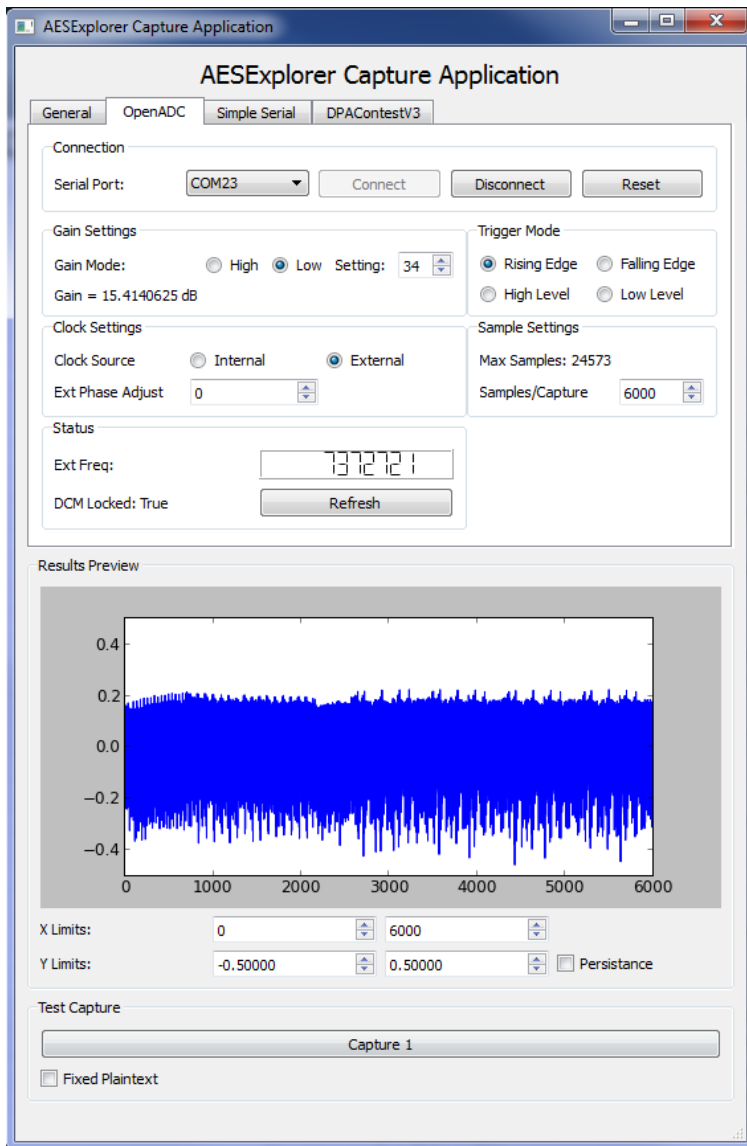 AESExplorer Capture Application
AESExplorer Capture Application
General OpenADC Simple Serial DPAContestV3
Connection
Serial Port: COM23 Connect Disconnect Reset
Gain Settings Trigger Mode
Gain Mode: High Low Setting: 34 Rising Edge Falling Edge
Gain = 15.4140625 dB High Level Low Level
Clock Settings Sample Settings
Clock Source Internal External Max Samples: 24573
Ext Phase Adjust 0 Samples/Capture 6000
Status
Ext Freq: 7372721
DCM Locked: True Refresh
Results Preview
0.4
0.2
0.0
−0.2
−0.4
0 1000 2000 3000 4000 5000 6000
X Limits: 0 6000
Y Limits: -0.50000 0.50000 Persistance
Test Capture
Capture 1
Fixed Plaintext